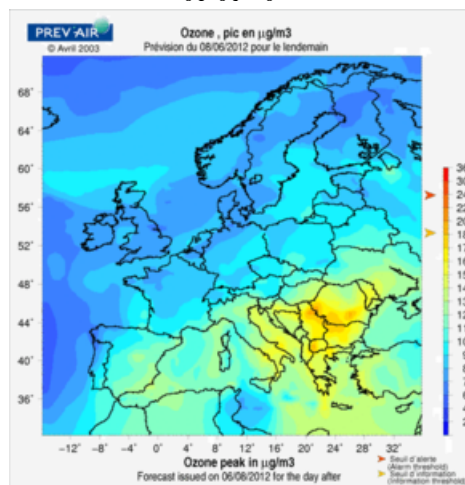 PREV'AIR
© Avril 2003
Ozone , pic en µg/m3
Prévision du 08/06/2012 pour le lendemain
68°
64°
60°
56°
52°
48°
44°
40°
36°
−12° −8° −4° 0° 4° 8° 12° 16° 20° 24° 28° 32°
Ozone peak in µg/m3
Forecast issued on 06/08/2012 for the day after
Seuil d'alerte
(Alarm threshold)
Seuil d'information
(Information threshold)